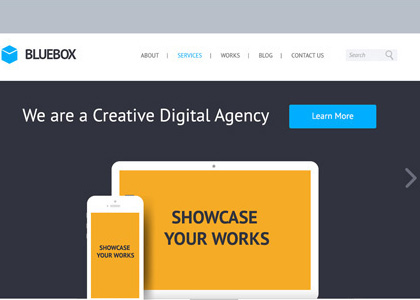 BLUEBOX
ABOUT | SERVICES | WORKS | BLOG | CONTACT US
Search
We are a Creative Digital Agency
Learn More
SHOWCASE
YOUR WORKS
SHOWCASE
YOUR WORKS